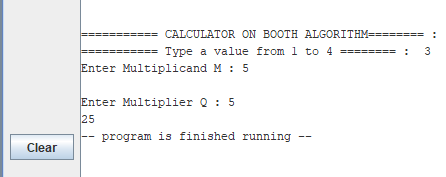 =========== CALCULATOR ON BOOTH ALGORITHM======== :
=========== Type a value from 1 to 4 ======== :  3
Enter Multiplicand M : 5
Enter Multiplier Q : 5
25
-- program is finished running --
Clear